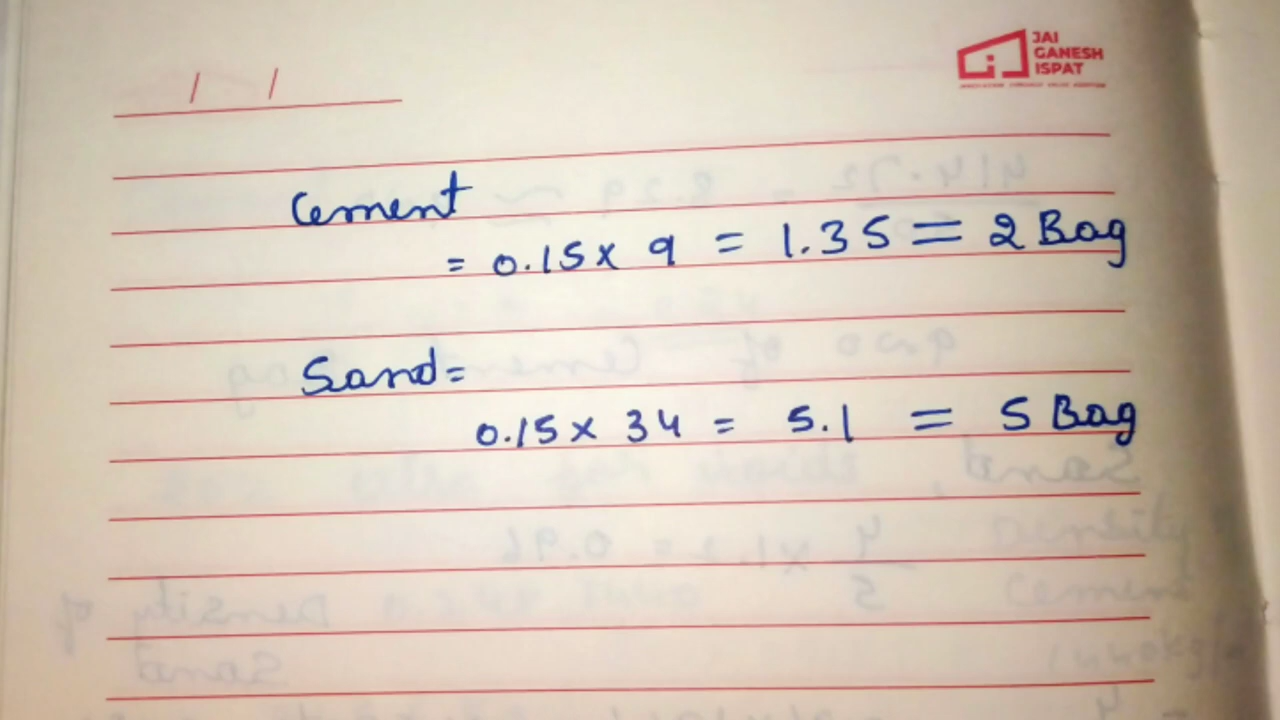 JAI
GANESH
ISPAT
/ /
Cement
= 0.15 x 9 = 1.35 = 2 Bag
Sand =
0.15 x 34 = 5.1 = 5 Bag